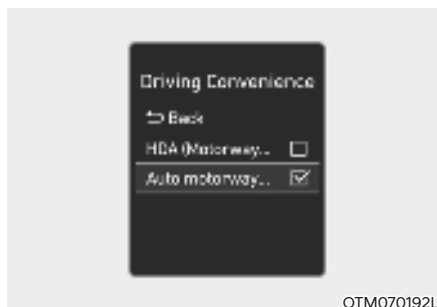 Driving Convenience
Back
HDA (Motorway...
Auto motorway...
OTM070192L